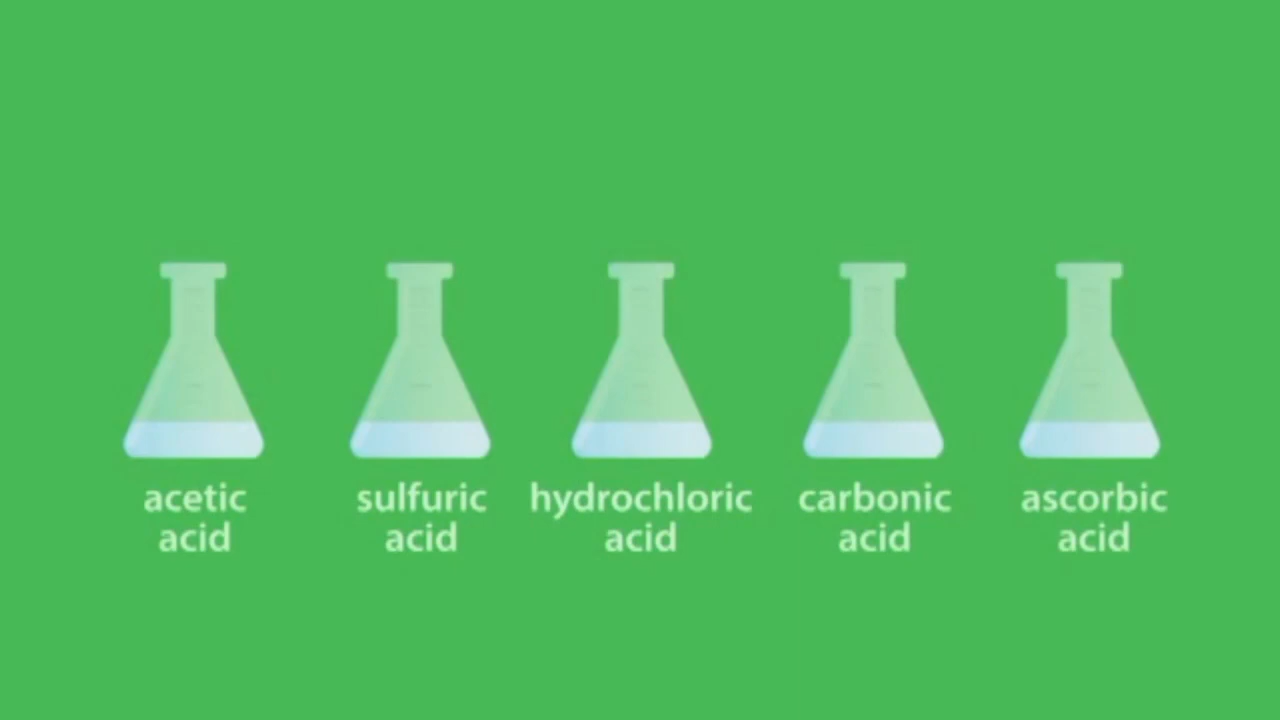 acetic
acid
sulfuric
acid
hydrochloric
acid
carbonic
acid
ascorbic
acid